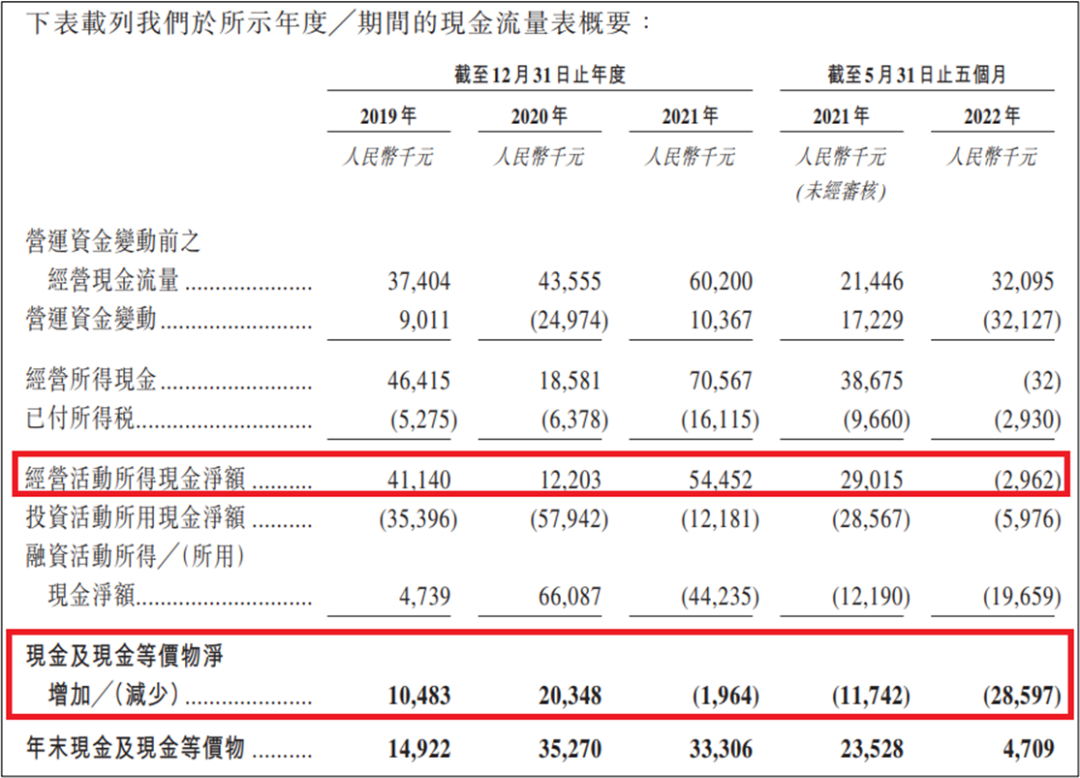 下表載列我們於所示年度／期間的現金流量表概要：
截至12月31日止年度 截至5月31日止五個月
2019年 2020年 2021年 2021年 2022年
人民幣千元 人民幣千元 人民幣千元 人民幣千元 人民幣千元
(未經審核)
營運資金變動前之
經營現金流量 ..................... 37,404 43,555 60,200 21,446 32,095
營運資金變動......................... 9,011 (24,974) 10,367 17,229 (32,127)
經營所得現金......................... 46,415 18,581 70,567 38,675 (32)
已付所得稅............................. (5,275) (6,378) (16,115) (9,660) (2,930)
經營活動所得現金淨額 .......... 41,140 12,203 54,452 29,015 (2,962)
投資活動所用現金淨額 .......... (35,396) (57,942) (12,181) (28,567) (5,976)
融資活動所得／(所用)
現金淨額............................. 4,739 66,087 (44,235) (12,190) (19,659)
現金及現金等價物淨
增加／(減少) ..................... 10,483 20,348 (1,964) (11,742) (28,597)
年末現金及現金等價物 .......... 14,922 35,270 33,306 23,528 4,709